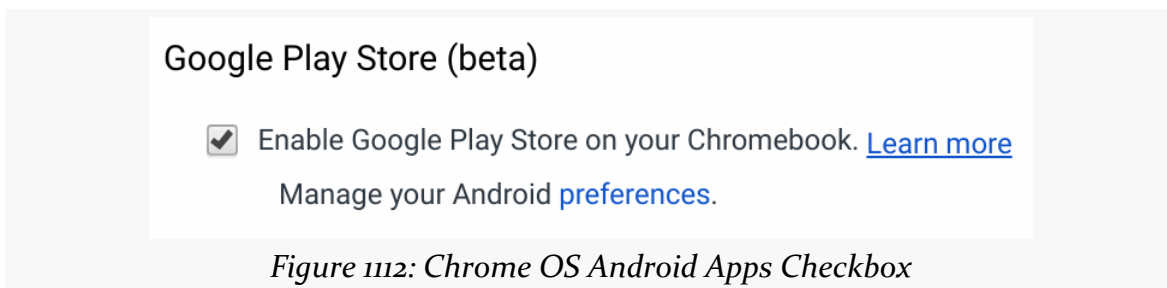 Google Play Store (beta)
Enable Google Play Store on your Chromebook. Learn more
Manage your Android preferences.
Figure 1112: Chrome OS Android Apps Checkbox